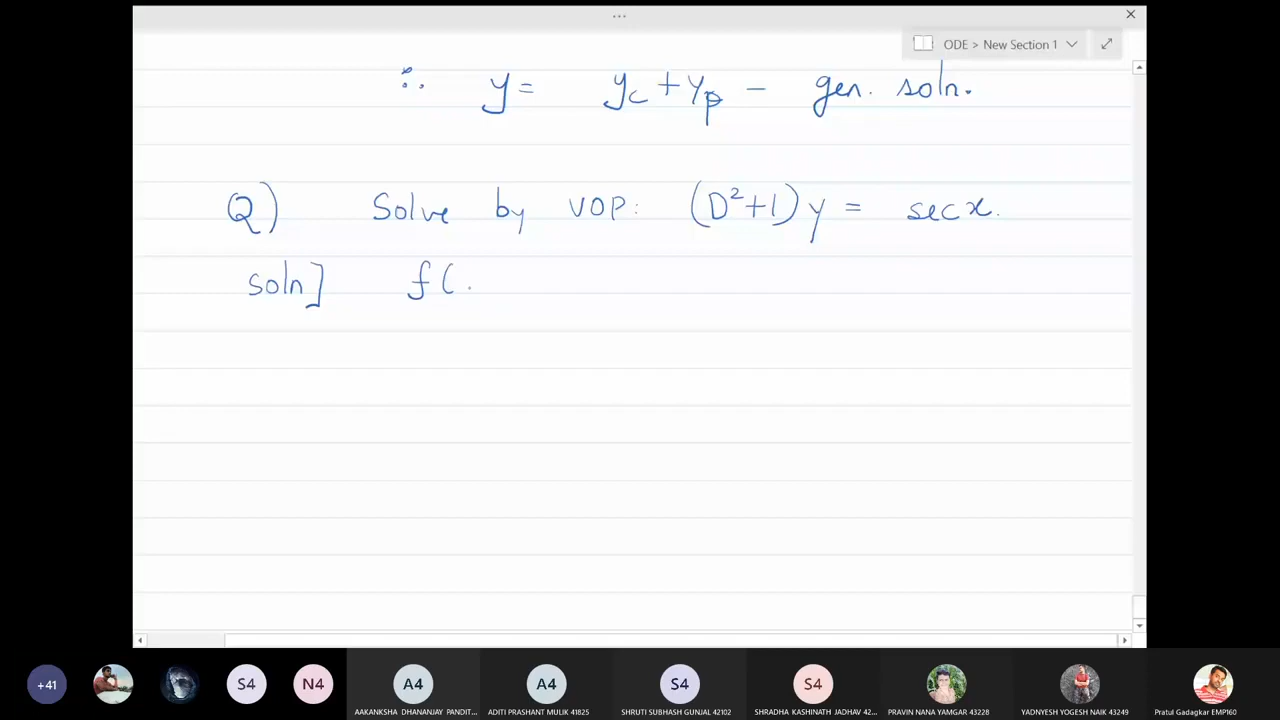 ODE > New Section 1
∴ y = yc + yp - gen. soln.
Q) Solve by VOP: (D²+1)y = secx.
soln] f(.
+41 S4 N4 A4 A4 S4 S4
AAKANKSHA DHANANJAY PANDIT... ADITI PRASHANT MULIK 41825 SHRUTI SUBHASH GUNJAL 42102 SHRADHA KASHINATH JADHAV 42... PRAVIN NANA YAMGAR 43228 YADNYESH YOGESH NAIK 43249 Pratul Gadagkar EMP160